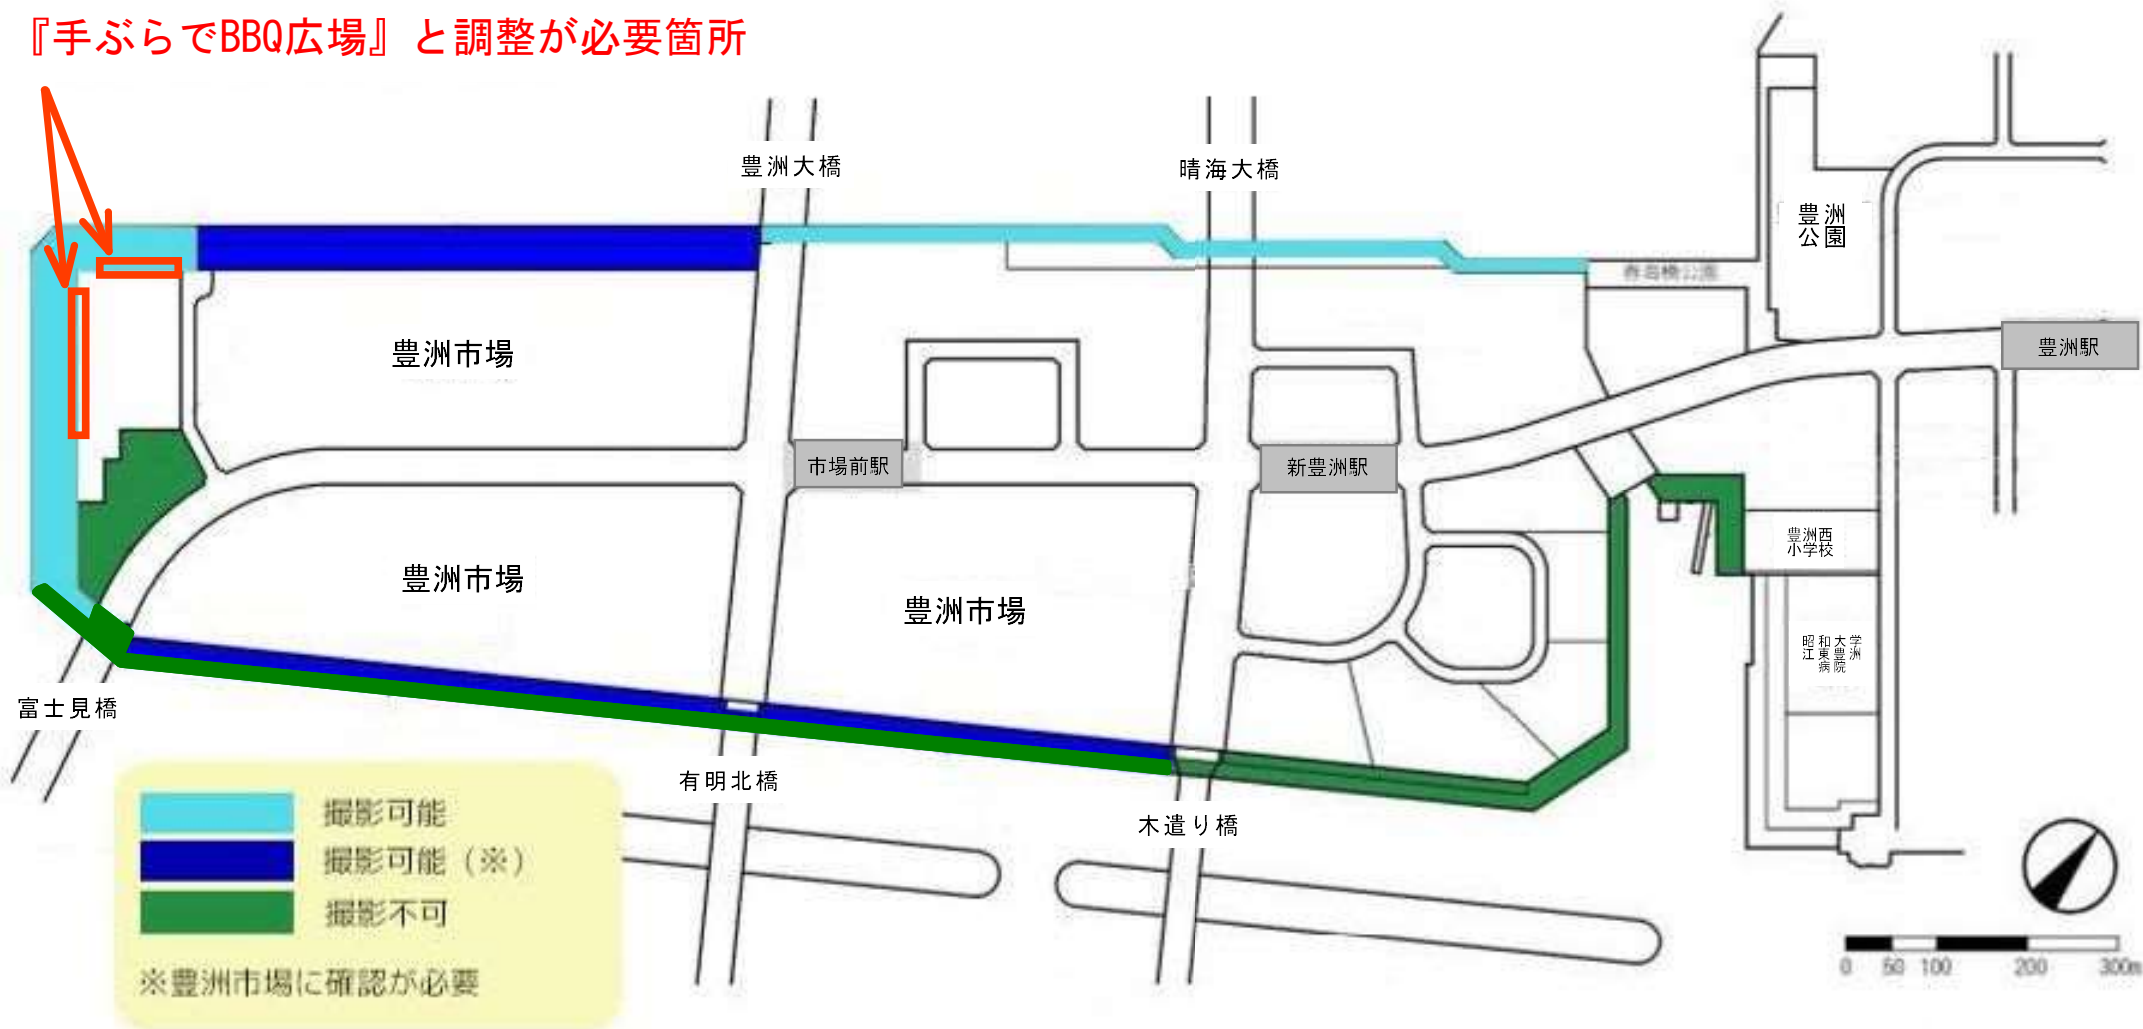 『手ぶらでBBQ広場』と調整が必要箇所
豊洲大橋
晴海大橋
豊洲
公園
春海橋公園
豊洲市場
豊洲駅
市場前駅
新豊洲駅
豊洲西
小学校
豊洲市場
豊洲市場
昭和大学
江東豊洲
病院
富士見橋
有明北橋
木遣り橋
撮影可能
撮影可能(※)
撮影不可
※豊洲市場に確認が必要
0 50 100 200 300m